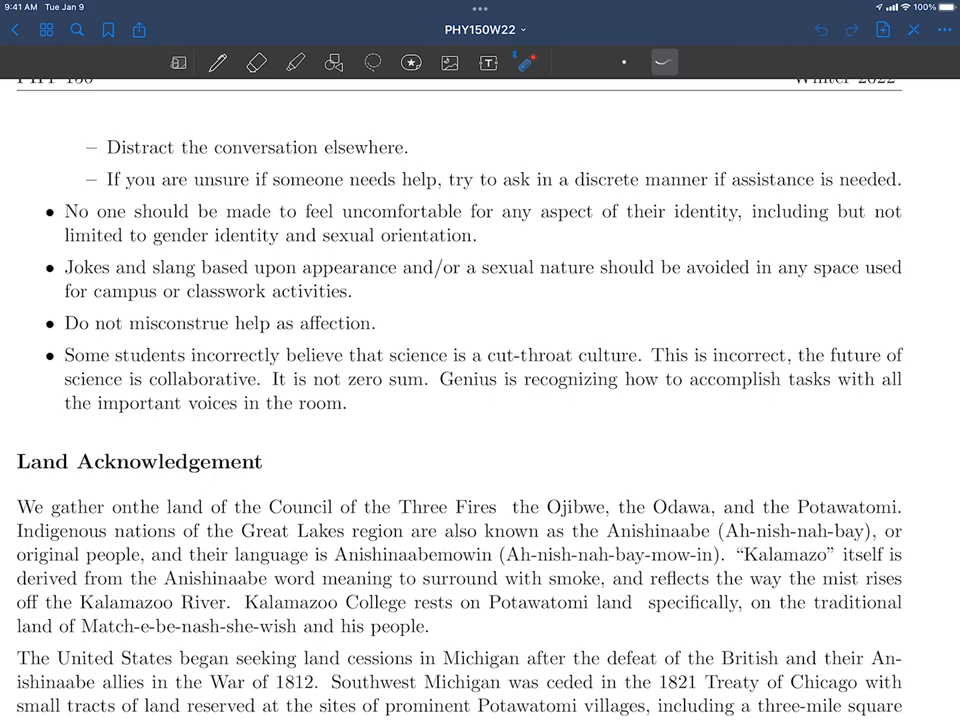 9:41 AM Tue Jan 9
100%
PHY150W22
T
PHY 150 Winter 2022
– Distract the conversation elsewhere.
– If you are unsure if someone needs help, try to ask in a discrete manner if assistance is needed.
• No one should be made to feel uncomfortable for any aspect of their identity, including but not
limited to gender identity and sexual orientation.
• Jokes and slang based upon appearance and/or a sexual nature should be avoided in any space used
for campus or classwork activities.
• Do not misconstrue help as affection.
• Some students incorrectly believe that science is a cut-throat culture. This is incorrect, the future of
science is collaborative. It is not zero sum. Genius is recognizing how to accomplish tasks with all
the important voices in the room.
Land Acknowledgement
We gather onthe land of the Council of the Three Fires the Ojibwe, the Odawa, and the Potawatomi.
Indigenous nations of the Great Lakes region are also known as the Anishinaabe (Ah-nish-nah-bay), or
original people, and their language is Anishinaabemowin (Ah-nish-nah-bay-mow-in). “Kalamazo” itself is
derived from the Anishinaabe word meaning to surround with smoke, and reflects the way the mist rises
off the Kalamazoo River. Kalamazoo College rests on Potawatomi land specifically, on the traditional
land of Match-e-be-nash-she-wish and his people.
The United States began seeking land cessions in Michigan after the defeat of the British and their An-
ishinaabe allies in the War of 1812. Southwest Michigan was ceded in the 1821 Treaty of Chicago with
small tracts of land reserved at the sites of prominent Potawatomi villages, including a three-mile square